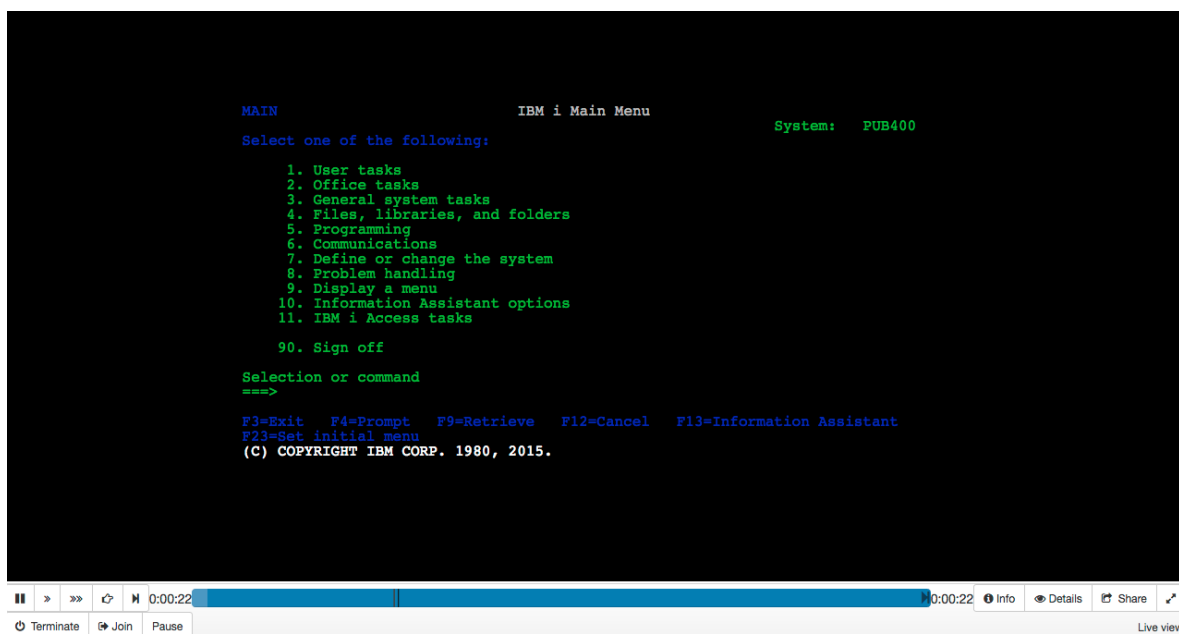 MAIN IBM i Main Menu
System: PUB400
Select one of the following:
1. User tasks
2. Office tasks
3. General system tasks
4. Files, libraries, and folders
5. Programming
6. Communications
7. Define or change the system
8. Problem handling
9. Display a menu
10. Information Assistant options
11. IBM i Access tasks
90. Sign off
Selection or command
===>
F3=Exit F4=Prompt F9=Retrieve F12=Cancel F13=Information Assistant
F23=Set initial menu
(C) COPYRIGHT IBM CORP. 1980, 2015.
0:00:22 0:00:22 Info Details Share
Terminate Join Pause Live view